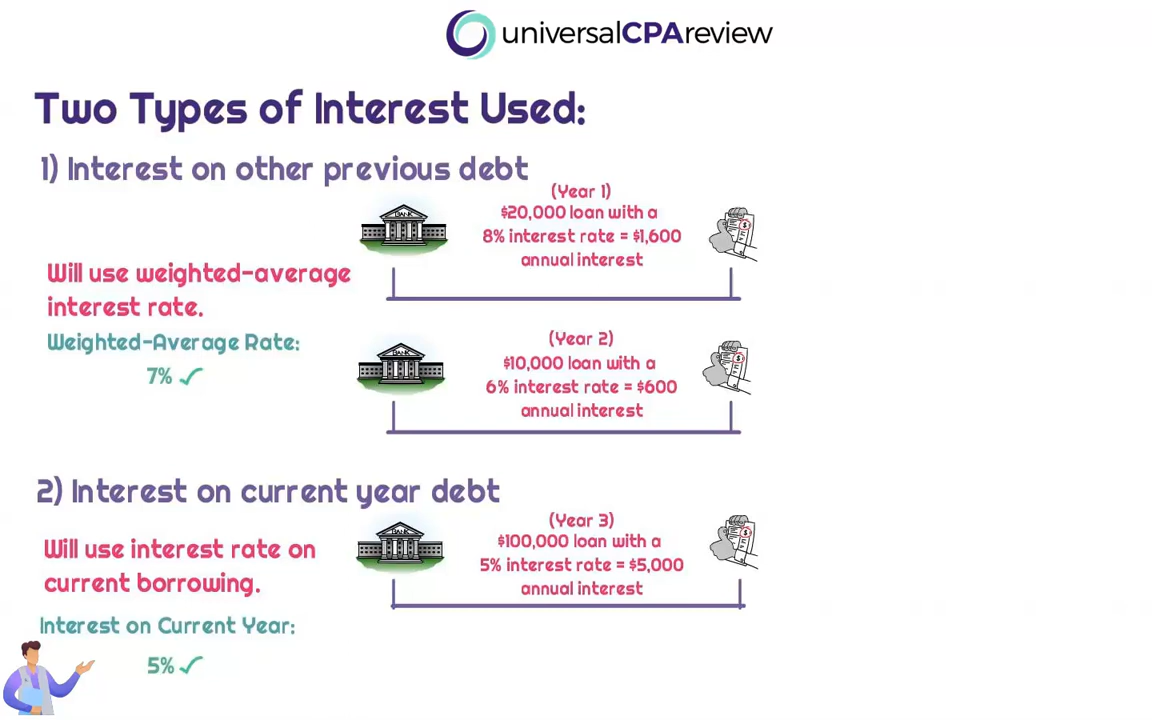 universalCPAreview
Two Types of Interest Used:
1) Interest on other previous debt
(Year 1)
$20,000 loan with a
8% interest rate = $1,600
annual interest
BANK
Will use weighted-average
interest rate.
Weighted-Average Rate:
7%
(Year 2)
$10,000 loan with a
6% interest rate = $600
annual interest
BANK
2) Interest on current year debt
(Year 3)
$100,000 loan with a
5% interest rate = $5,000
annual interest
BANK
Will use interest rate on
current borrowing.
Interest on Current Year:
5%